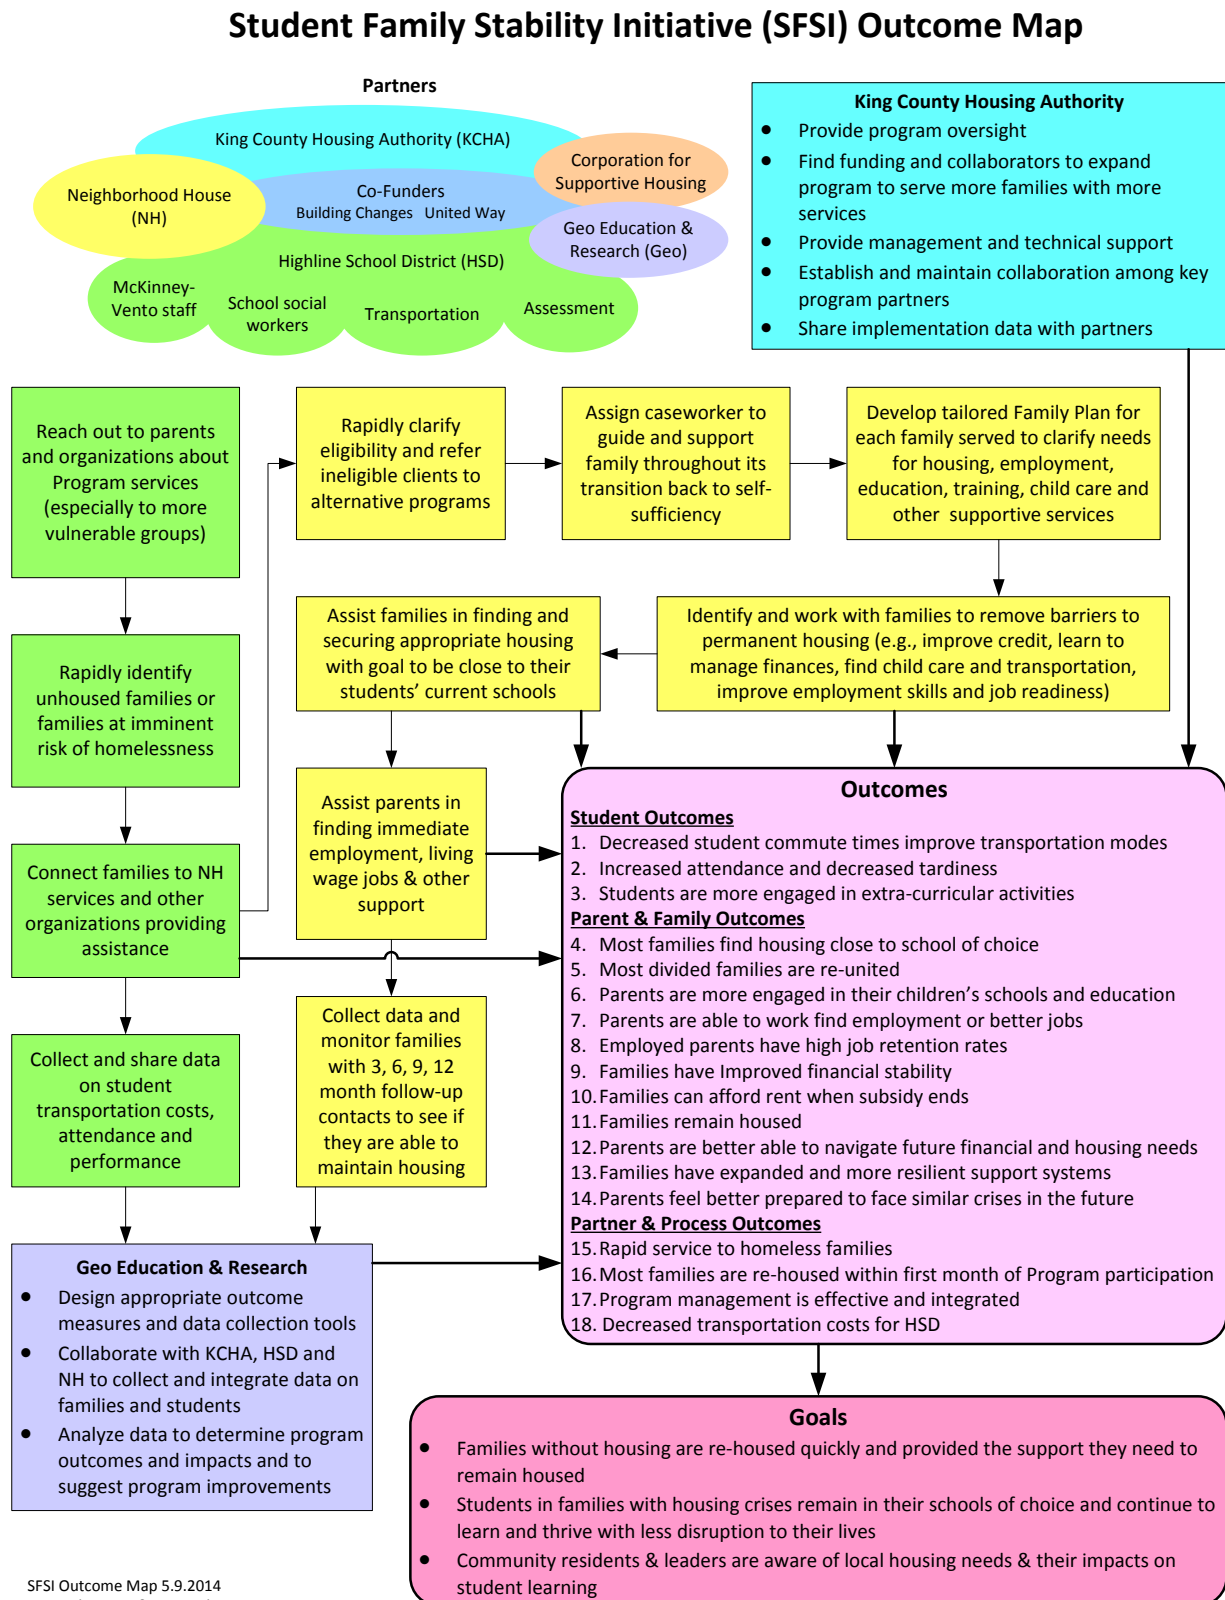 Student Family Stability Initiative (SFSI) Outcome Map
Partners
King County Housing Authority (KCHA)
Neighborhood House
(NH)
Co-Funders
Building Changes United Way
Corporation for
Supportive Housing
Geo Education &
Research (Geo)
Highline School District (HSD)
McKinney-
Vento staff
School social
workers
Transportation
Assessment
King County Housing Authority
• Provide program oversight
• Find funding and collaborators to expand
program to serve more families with more
services
• Provide management and technical support
• Establish and maintain collaboration among key
program partners
• Share implementation data with partners
Reach out to parents
and organizations about
Program services
(especially to more
vulnerable groups)
Rapidly clarify
eligibility and refer
ineligible clients to
alternative programs
Assign caseworker to
guide and support
family throughout its
transition back to self-
sufficiency
Develop tailored Family Plan for
each family served to clarify needs
for housing, employment,
education, training, child care and
other supportive services
Rapidly identify
unhoused families or
families at imminent
risk of homelessness
Assist families in finding and
securing appropriate housing
with goal to be close to their
students’ current schools
Identify and work with families to remove barriers to
permanent housing (e.g., improve credit, learn to
manage finances, find child care and transportation,
improve employment skills and job readiness)
Connect families to NH
services and other
organizations providing
assistance
Assist parents in
finding immediate
employment, living
wage jobs & other
support
Collect and share data
on student
transportation costs,
attendance and
performance
Collect data and
monitor families
with 3, 6, 9, 12
month follow-up
contacts to see if
they are able to
maintain housing
Outcomes
Student Outcomes
1. Decreased student commute times improve transportation modes
2. Increased attendance and decreased tardiness
3. Students are more engaged in extra-curricular activities
Parent & Family Outcomes
4. Most families find housing close to school of choice
5. Most divided families are re-united
6. Parents are more engaged in their children’s schools and education
7. Parents are able to work find employment or better jobs
8. Employed parents have high job retention rates
9. Families have Improved financial stability
10. Families can afford rent when subsidy ends
11. Families remain housed
12. Parents are better able to navigate future financial and housing needs
13. Families have expanded and more resilient support systems
14. Parents feel better prepared to face similar crises in the future
Partner & Process Outcomes
15. Rapid service to homeless families
16. Most families are re-housed within first month of Program participation
17. Program management is effective and integrated
18. Decreased transportation costs for HSD
Geo Education & Research
• Design appropriate outcome
measures and data collection tools
• Collaborate with KCHA, HSD and
NH to collect and integrate data on
families and students
• Analyze data to determine program
outcomes and impacts and to
suggest program improvements
Goals
• Families without housing are re-housed quickly and provided the support they need to
remain housed
• Students in families with housing crises remain in their schools of choice and continue to
learn and thrive with less disruption to their lives
• Community residents & leaders are aware of local housing needs & their impacts on
student learning
SFSI Outcome Map 5.9.2014